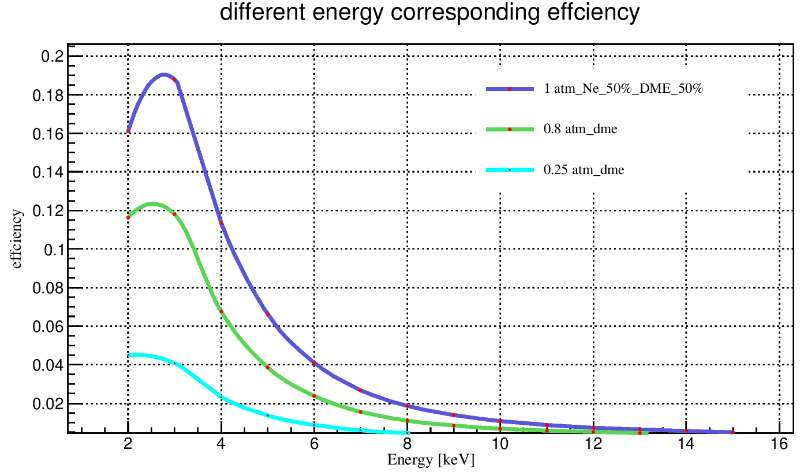 different energy corresponding effciency
1 atm_Ne_50%_DME_50%
0.8 atm_dme
0.25 atm_dme
0.2
0.18
0.16
0.14
0.12
0.1
0.08
0.06
0.04
0.02
effciency
2 4 6 8 10 12 14 16
Energy [keV]